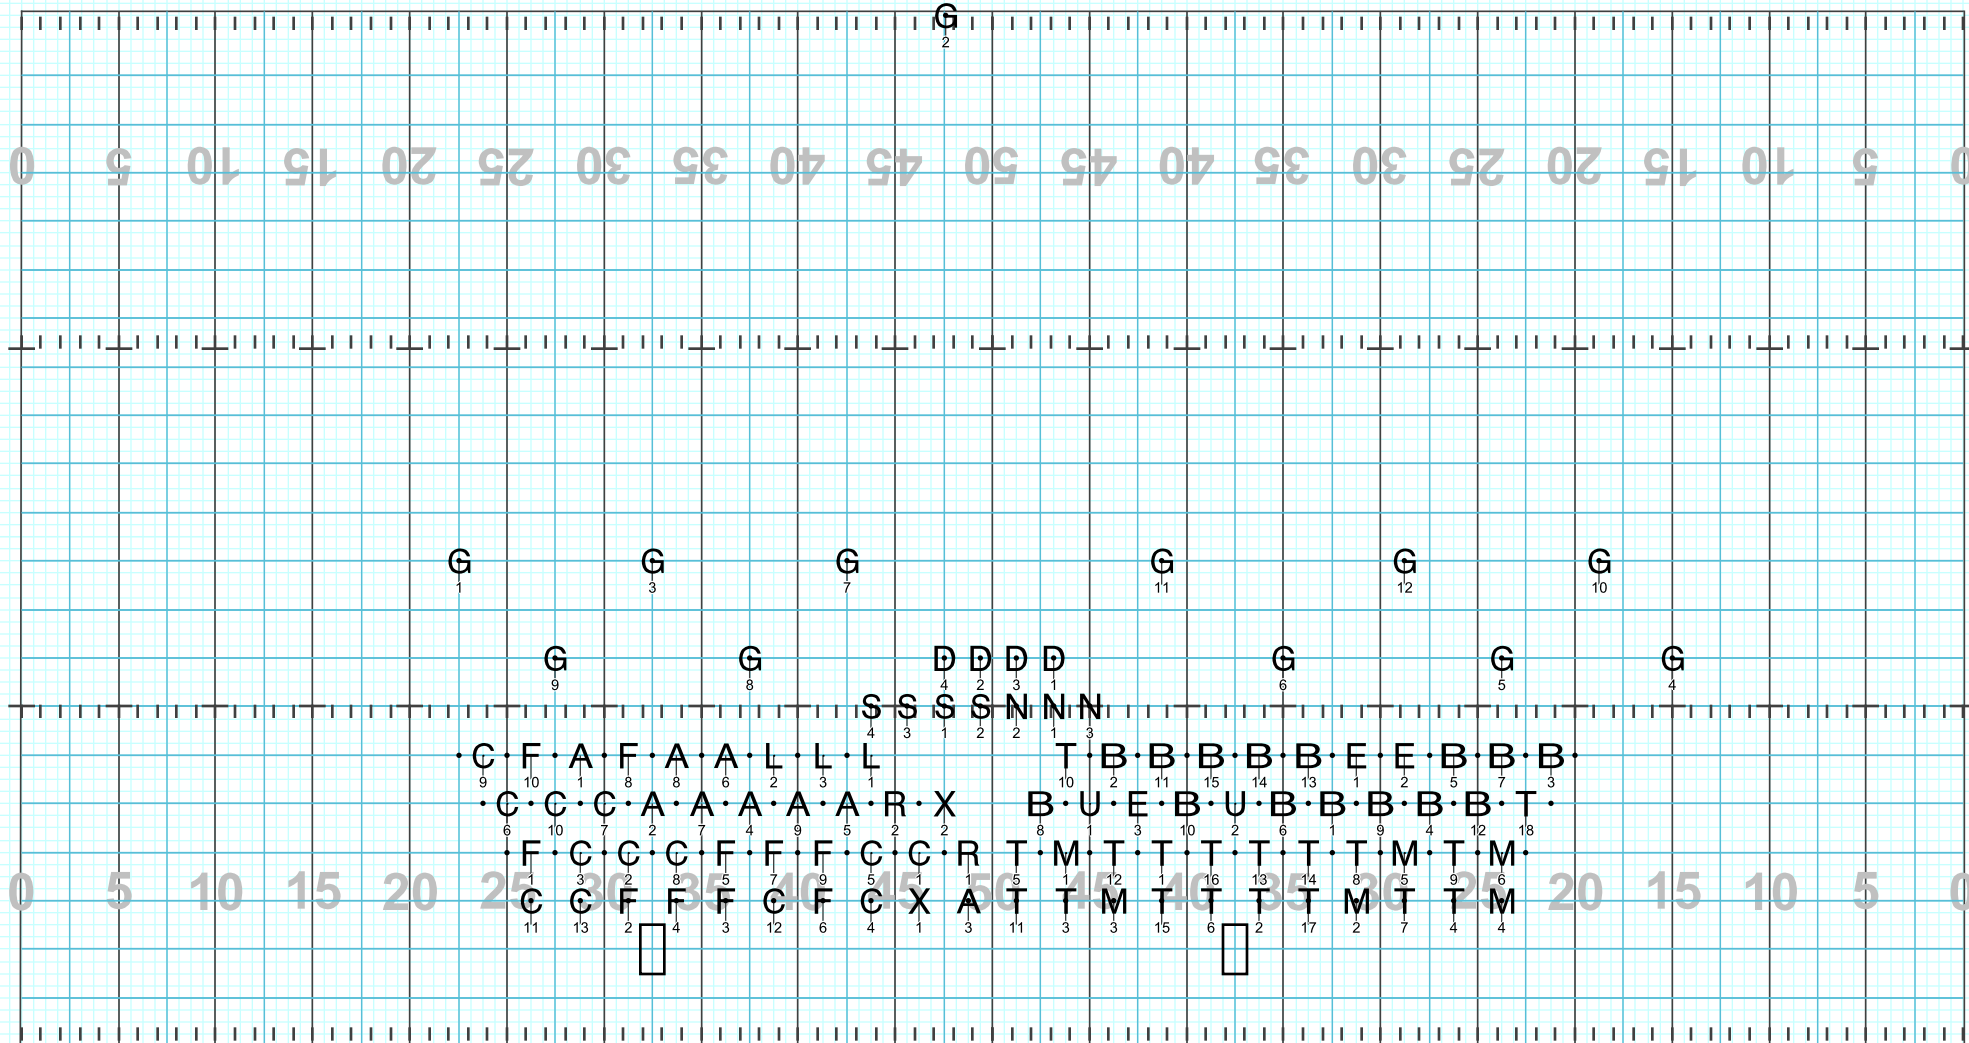 G
2
0 5 10 15 20 25 30 35 40 45 50 45 40 35 30 25 20 15 10 5 0
G G G G G G
1 3 7 11 12 10
G G D D D D G G G
9 8 4 2 3 1 6 5 4
S S S S N N N
4 3 1 2 2 1 3
C F A F A A L L L T B B B B B E E B B B
9 10 1 8 8 6 2 3 1 10 2 11 15 14 13 1 2 5 7 3
C C C A A A A A R X B U E B U B B B B B T
6 10 7 2 7 4 9 5 2 2 8 1 3 10 2 6 1 9 4 12 18
F C C C F F F C C R T M T T T T T T M T M
1 3 2 8 5 7 9 5 1 1 5 1 12 1 16 13 14 8 5 9 6
0 5 10 15 20 25 30 35 40 45 50 45 40 35 30 25 20 15 10 5 0
C C F F F C F C X A T T M T T T T M T T M
11 13 2 4 3 12 6 4 1 3 11 3 3 15 6 2 17 2 7 4 4